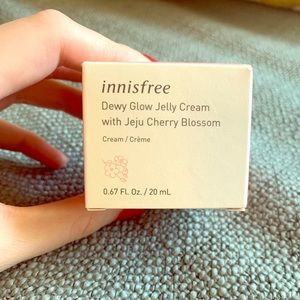 innisfree
Dewy Glow Jelly Cream
with Jeju Cherry Blossom
Cream / Crème
0.67 Fl. Oz. / 20 mL